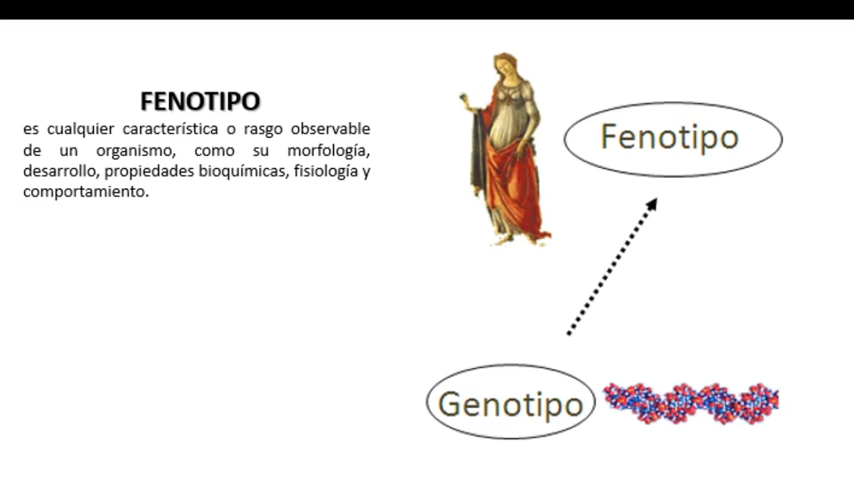 FENOTIPO
es cualquier característica o rasgo observable
de un organismo, como su morfología,
desarrollo, propiedades bioquímicas, fisiología y
comportamiento.
Fenotipo
Genotipo